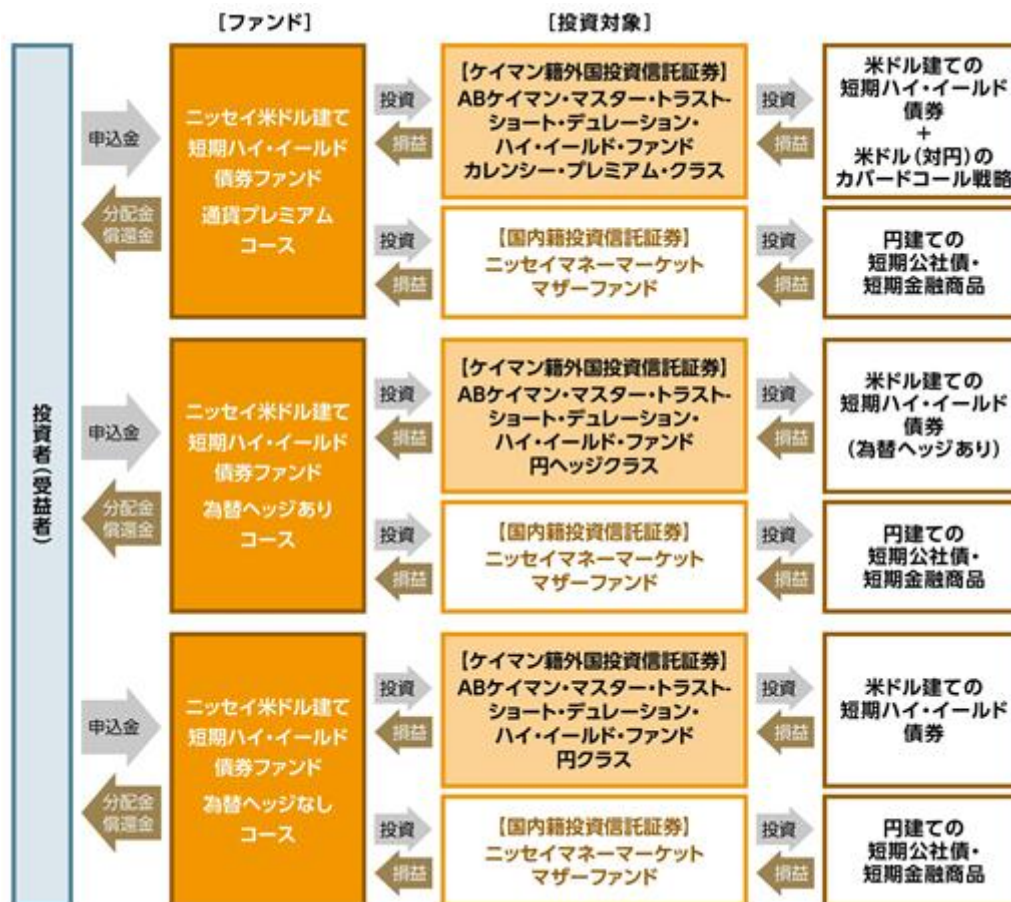 [ファンド]
[投資対象]
投資者(受益者)
申込金
分配金
償還金
ニッセイ米ドル建て
短期ハイ・イールド
債券ファンド
通貨プレミアム
コース
投資
損益
【ケイマン籍外国投資信託証券】
ABケイマン・マスター・トラスト-
ショート・デュレーション・
ハイ・イールド・ファンド
カレンシー・プレミアム・クラス
投資
損益
米ドル建ての
短期ハイ・イールド
債券
+
米ドル(対円)の
カバードコール戦略
投資
損益
【国内籍投資信託証券】
ニッセイマネーマーケット
マザーファンド
投資
損益
円建ての
短期公社債・
短期金融商品
申込金
分配金
償還金
ニッセイ米ドル建て
短期ハイ・イールド
債券ファンド
為替ヘッジあり
コース
投資
損益
【ケイマン籍外国投資信託証券】
ABケイマン・マスター・トラスト-
ショート・デュレーション・
ハイ・イールド・ファンド
円ヘッジクラス
投資
損益
米ドル建ての
短期ハイ・イールド
債券
(為替ヘッジあり)
投資
損益
【国内籍投資信託証券】
ニッセイマネーマーケット
マザーファンド
投資
損益
円建ての
短期公社債・
短期金融商品
申込金
分配金
償還金
ニッセイ米ドル建て
短期ハイ・イールド
債券ファンド
為替ヘッジなし
コース
投資
損益
【ケイマン籍外国投資信託証券】
ABケイマン・マスター・トラスト-
ショート・デュレーション・
ハイ・イールド・ファンド
円クラス
投資
損益
米ドル建ての
短期ハイ・イールド
債券
投資
損益
【国内籍投資信託証券】
ニッセイマネーマーケット
マザーファンド
投資
損益
円建ての
短期公社債・
短期金融商品